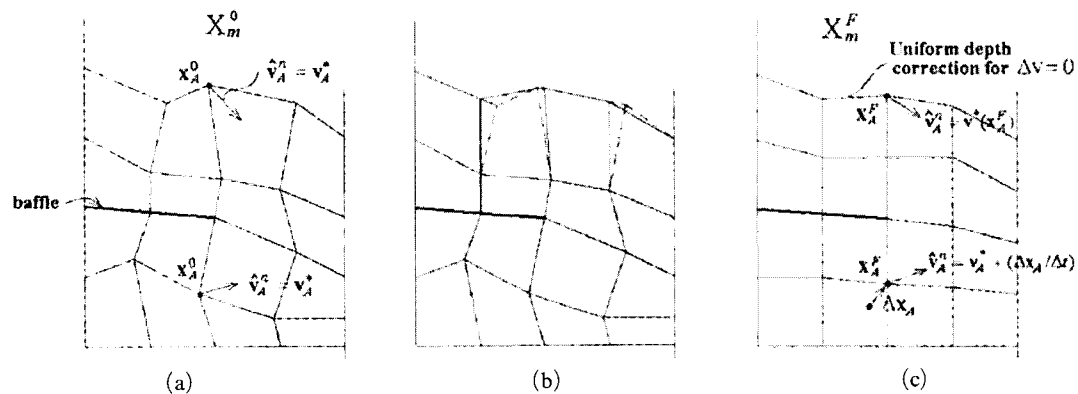 X_m^0
x_A^0
v̂_A^n = v_A^*
baffle
x_A^0
v̂_A^n = v_A^*
(a)
(b)
X_m^F
Uniform depth
correction for Δv = 0
x_A^F
v̂_A^n = v^*(x_A^F)
x_A^F
v̂_A^n = v_A^* + (Δx_A/Δt)
Δx_A
(c)